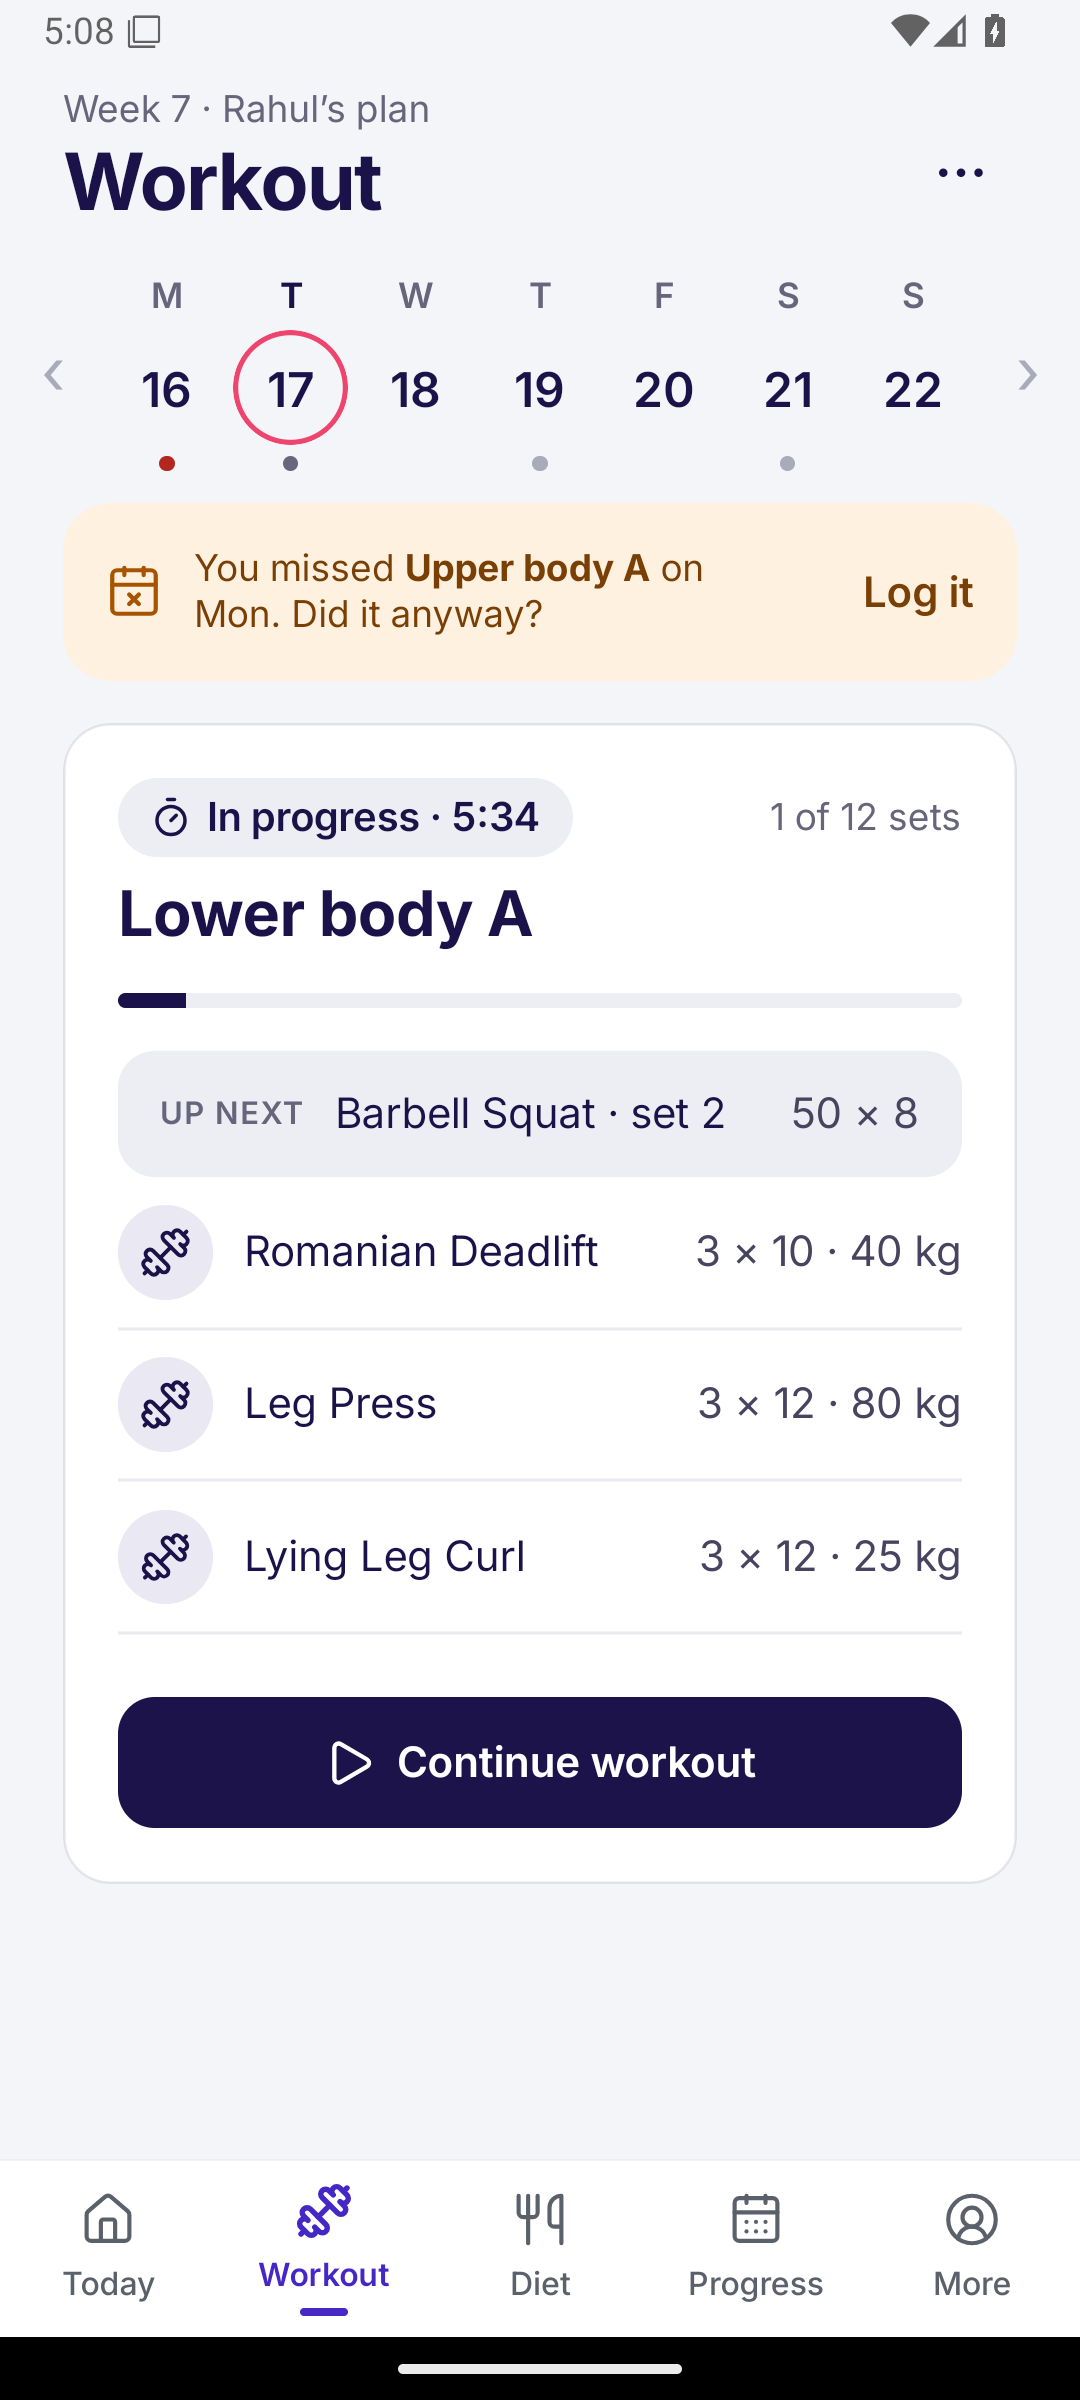 5:08
Week 7 · Rahul’s plan
Workout
M T W T F S S
16 17 18 19 20 21 22
You missed Upper body A on
Mon. Did it anyway?
Log it
In progress · 5:34
1 of 12 sets
Lower body A
UP NEXT Barbell Squat · set 2 50 × 8
Romanian Deadlift 3 × 10 · 40 kg
Leg Press 3 × 12 · 80 kg
Lying Leg Curl 3 × 12 · 25 kg
Continue workout
Today Workout Diet Progress More